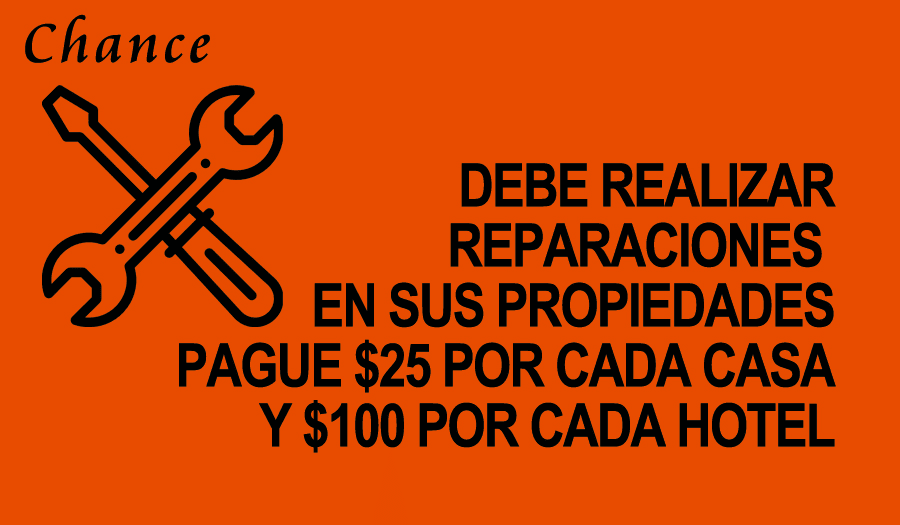 Chance
DEBE REALIZAR
REPARACIONES
EN SUS PROPIEDADES
PAGUE $25 POR CADA CASA
Y $100 POR CADA HOTEL